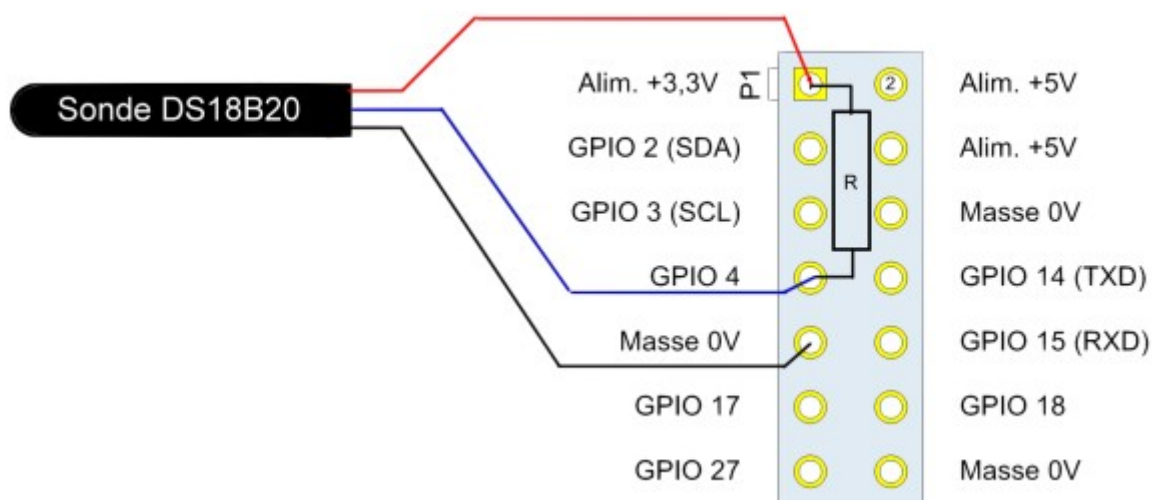 Sonde DS18B20
P1
Alim. +3,3V
2
Alim. +5V
GPIO 2 (SDA)
Alim. +5V
R
GPIO 3 (SCL)
Masse 0V
GPIO 4
GPIO 14 (TXD)
Masse 0V
GPIO 15 (RXD)
GPIO 17
GPIO 18
GPIO 27
Masse 0V